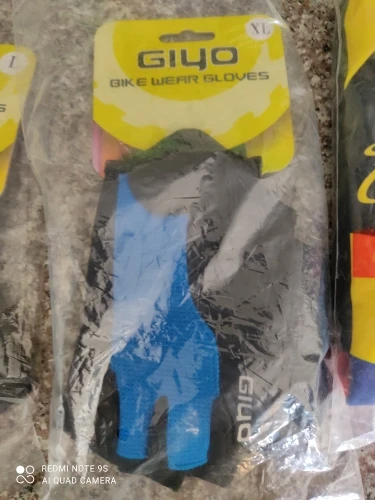 XL
GIYO
BIKE WEAR GLOVES
GIYO
REDMI NOTE 9S
AI QUAD CAMERA